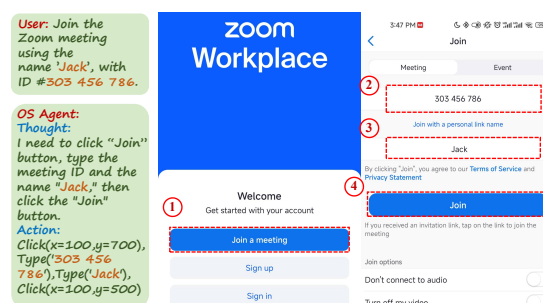 User: Join the
Zoom meeting
using the
name 'Jack', with
ID #303 456 786.
OS Agent:
Thought:
I need to click “Join”
button, type the
meeting ID and the
name "Jack," then
click the "Join"
button.
Action:
Click(x=100,y=700),
Type('303 456
786'),Type('Jack'),
Click(x=100,y=500)
zoom
Workplace
Welcome
Get started with your account
1
Join a meeting
Sign up
Sign in
3:47 PM
Join
Meeting
Event
2
303 456 786
Join with a personal link name
3
Jack
By clicking "Join", you agree to our Terms of Service and
Privacy Statement
4
Join
If you received an invitation link, tap on the link to join the
meeting
Join options
Don't connect to audio
Turn off my video